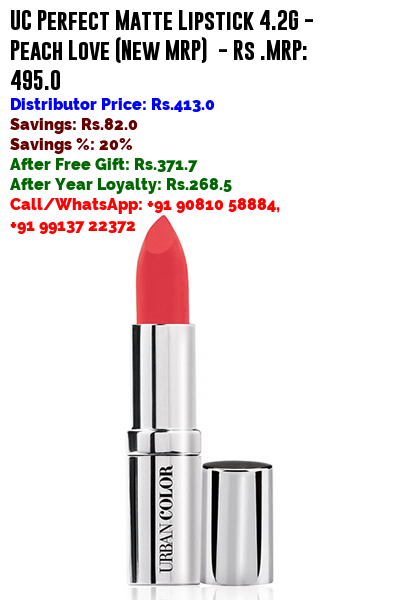 UC Perfect Matte Lipstick 4.2G -
Peach Love (New MRP) - Rs .MRP:
495.0
Distributor Price: Rs.413.0
Savings: Rs.82.0
Savings %: 20%
After Free Gift: Rs.371.7
After Year Loyalty: Rs.268.5
Call/WhatsApp: +91 90810 58884,
+91 99137 22372
URBAN COLOR